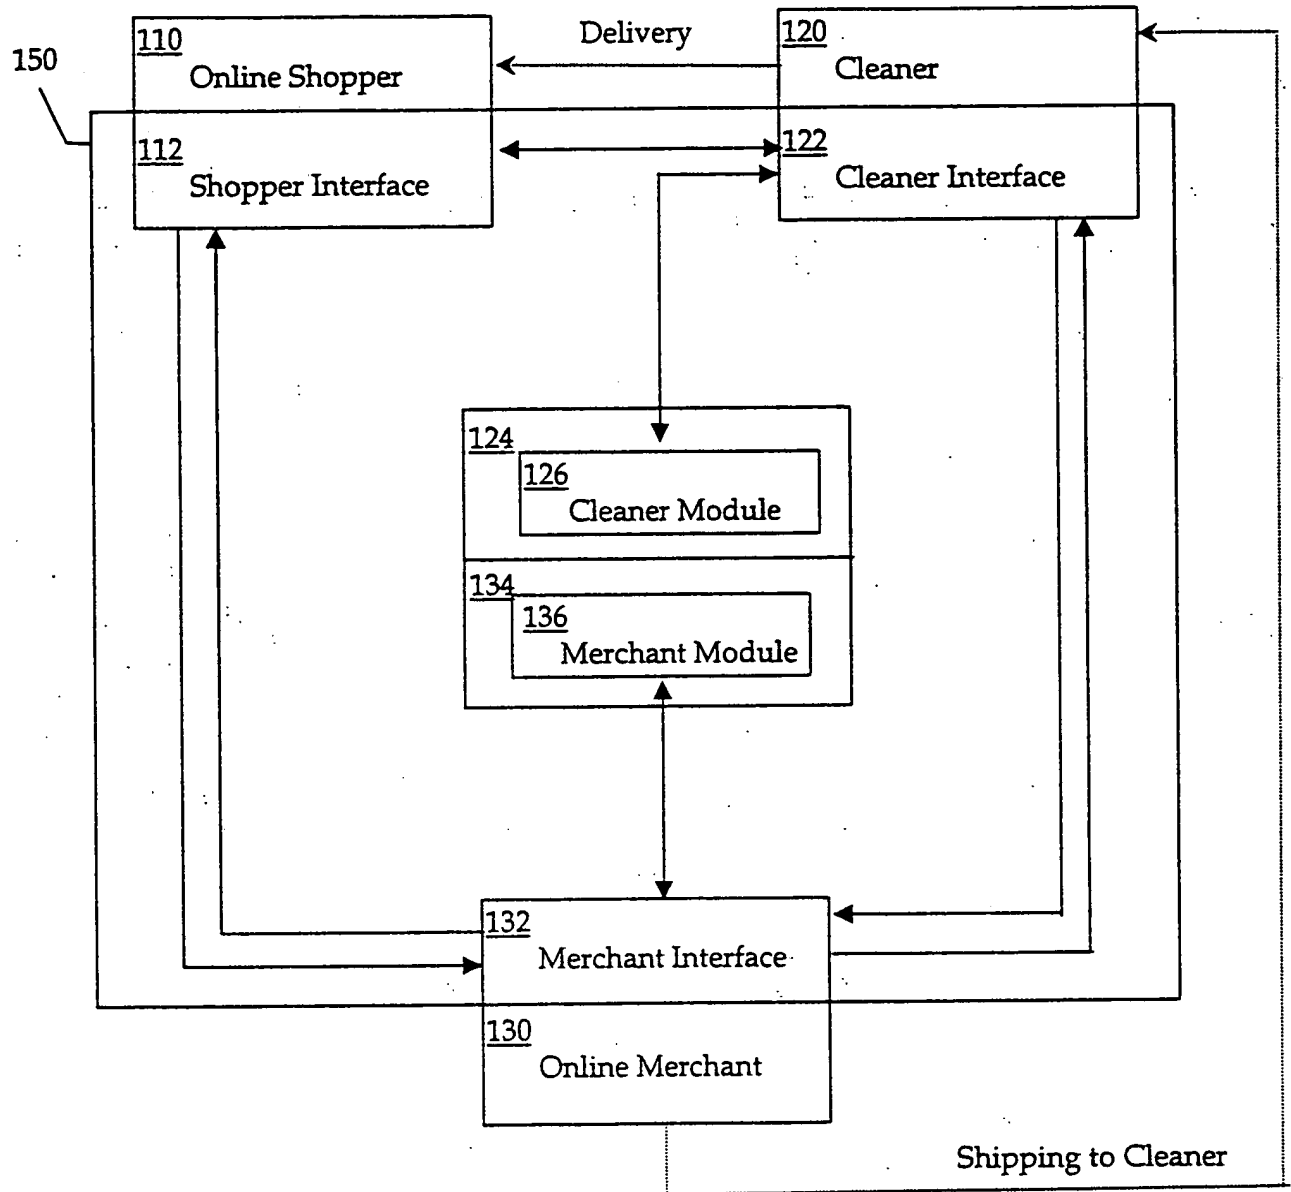 150
110
Online Shopper
Delivery
120
Cleaner
112
Shopper Interface
122
Cleaner Interface
124
126
Cleaner Module
134
136
Merchant Module
132
Merchant Interface
130
Online Merchant
Shipping to Cleaner